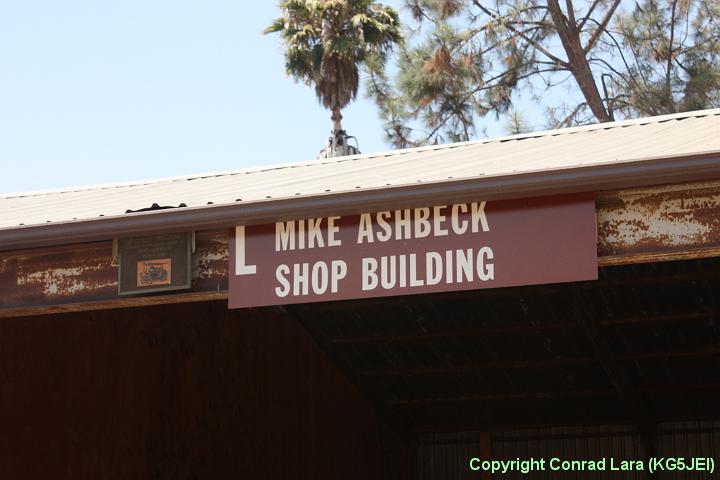 L
MIKE ASHBECK
SHOP BUILDING
Copyright Conrad Lara (KG5JEI)